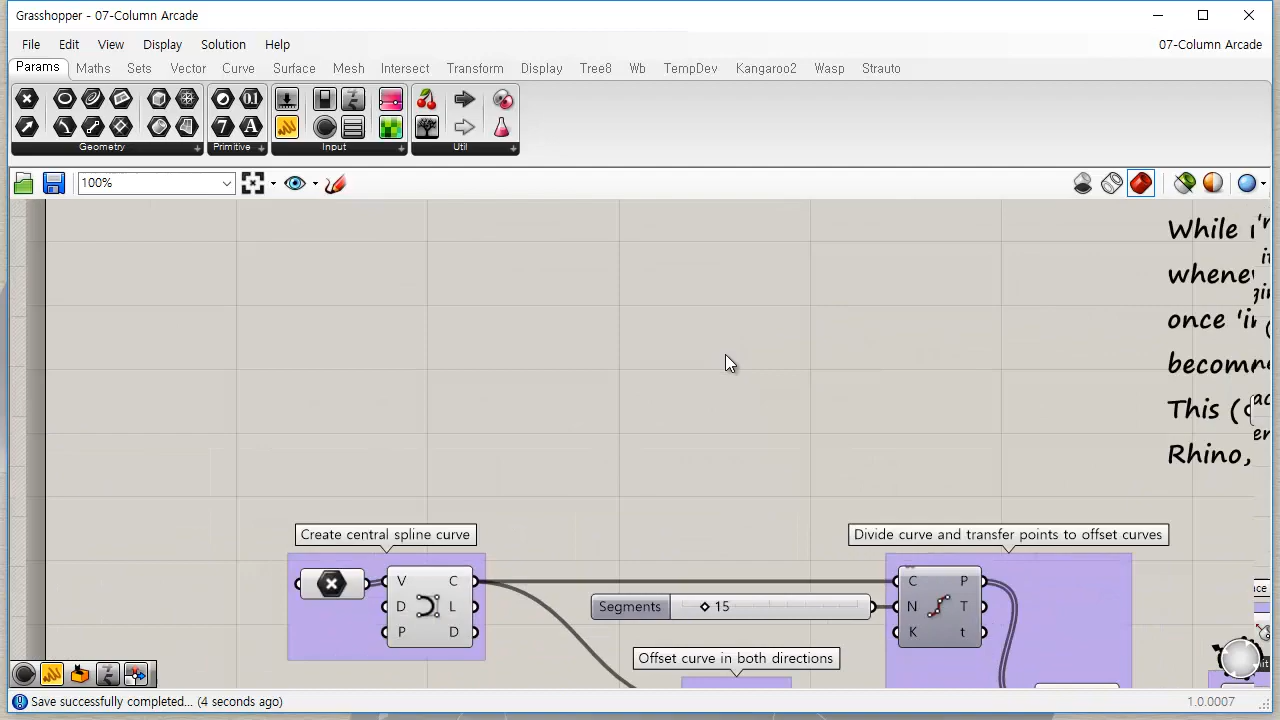 Grasshopper - 07-Column Arcade
File Edit View Display Solution Help
07-Column Arcade
Params Maths Sets Vector Curve Surface Mesh Intersect Transform Display Tree8 Wb TempDev Kangaroo2 Wasp Strauto
Geometry + Primitive + Input + Util +
100%
While
whene
once
becom
This
Rhino,
Create central spline curve
Divide curve and transfer points to offset curves
V C
D L
P D
Segments 15
C P
N T
K t
Offset curve in both directions
Save successfully completed... (4 seconds ago)
1.0.0007